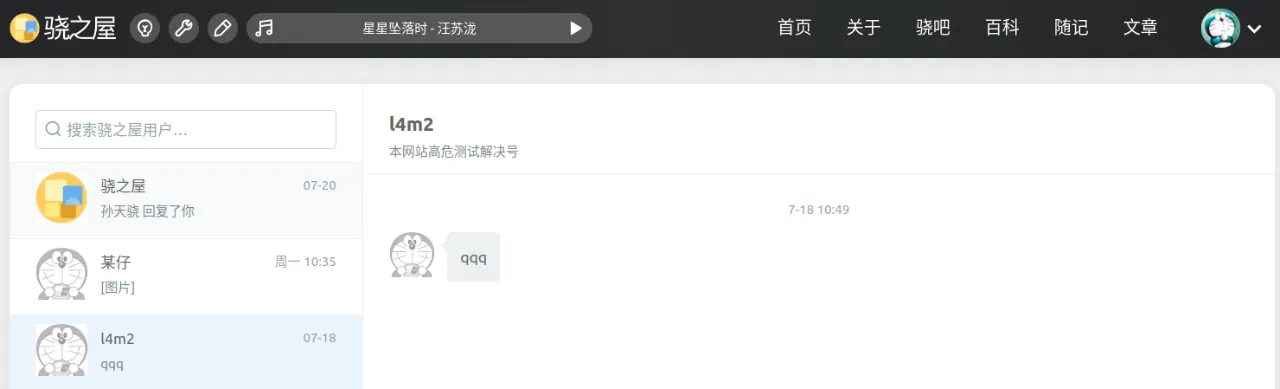 骁之屋
星星坠落时 - 汪苏泷
首页 关于 骁吧 百科 随记 文章
搜索骁之屋用户…
骁之屋 07-20
孙天骁 回复了你
某仔 周一 10:35
[图片]
l4m2 07-18
qqq
l4m2
本网站高危测试解决号
7-18 10:49
qqq